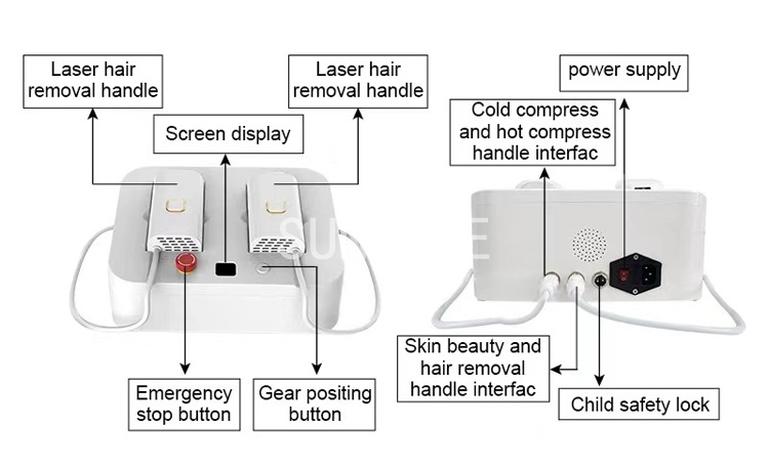 Laser hair
removal handle
Laser hair
removal handle
Screen display
power supply
Cold compress
and hot compress
handle interfac
Emergency
stop button
Gear positing
button
Skin beauty and
hair removal
handle interfac
Child safety lock